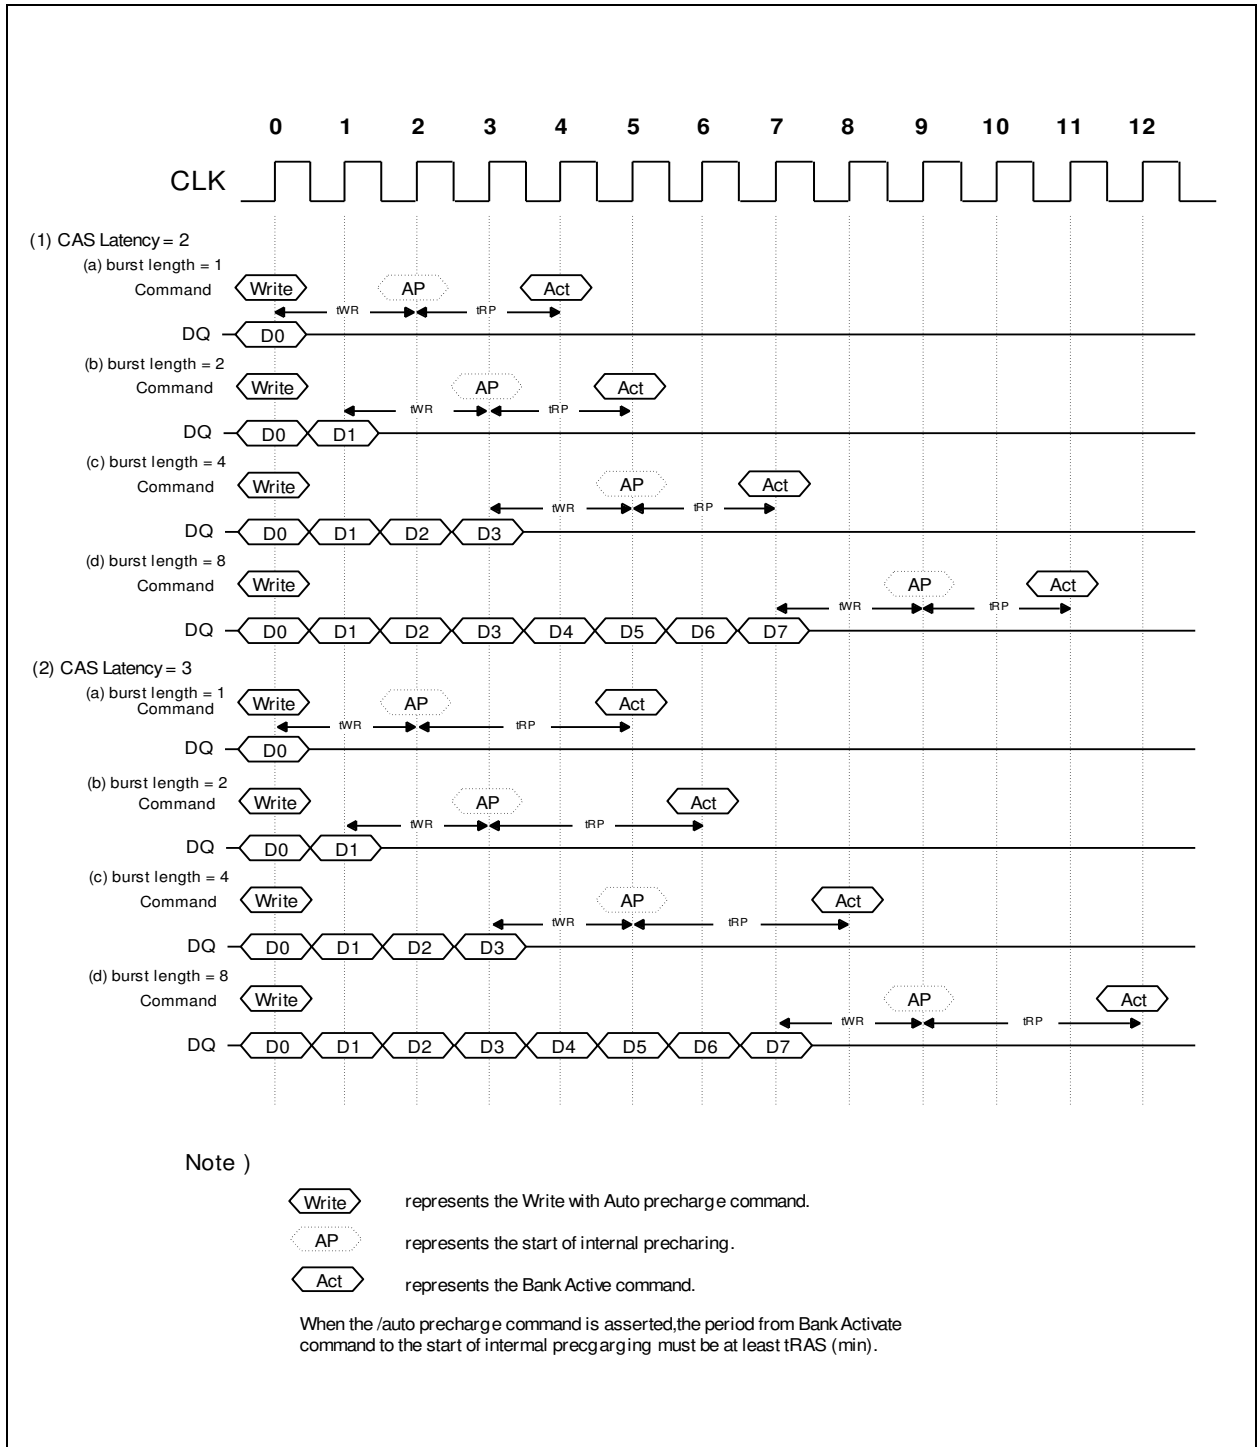 0 1 2 3 4 5 6 7 8 9 10 11 12
CLK
(1) CAS Latency = 2
(a) burst length = 1
Command Write AP Act
tWR tRP
DQ D0
(b) burst length = 2
Command Write AP Act
tWR tRP
DQ D0 D1
(c) burst length = 4
Command Write AP Act
tWR tRP
DQ D0 D1 D2 D3
(d) burst length = 8
Command Write AP Act
tWR tRP
DQ D0 D1 D2 D3 D4 D5 D6 D7
(2) CAS Latency = 3
(a) burst length = 1
Command Write AP Act
tWR tRP
DQ D0
(b) burst length = 2
Command Write AP Act
tWR tRP
DQ D0 D1
(c) burst length = 4
Command Write AP Act
tWR tRP
DQ D0 D1 D2 D3
(d) burst length = 8
Command Write AP Act
tWR tRP
DQ D0 D1 D2 D3 D4 D5 D6 D7
Note )
Write represents the Write with Auto precharge command.
AP represents the start of internal precharing.
Act represents the Bank Active command.
When the /auto precharge command is asserted,the period from Bank Activate
command to the start of intermal precgarging must be at least tRAS (min).